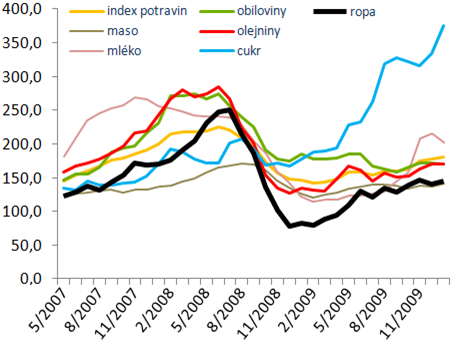 400,0
350,0
300,0
250,0
200,0
150,0
100,0
50,0
0,0
index potravin
obiloviny
ropa
maso
olejniny
mléko
cukr
5/2007
8/2007
11/2007
2/2008
5/2008
8/2008
11/2008
2/2009
5/2009
8/2009
11/2009